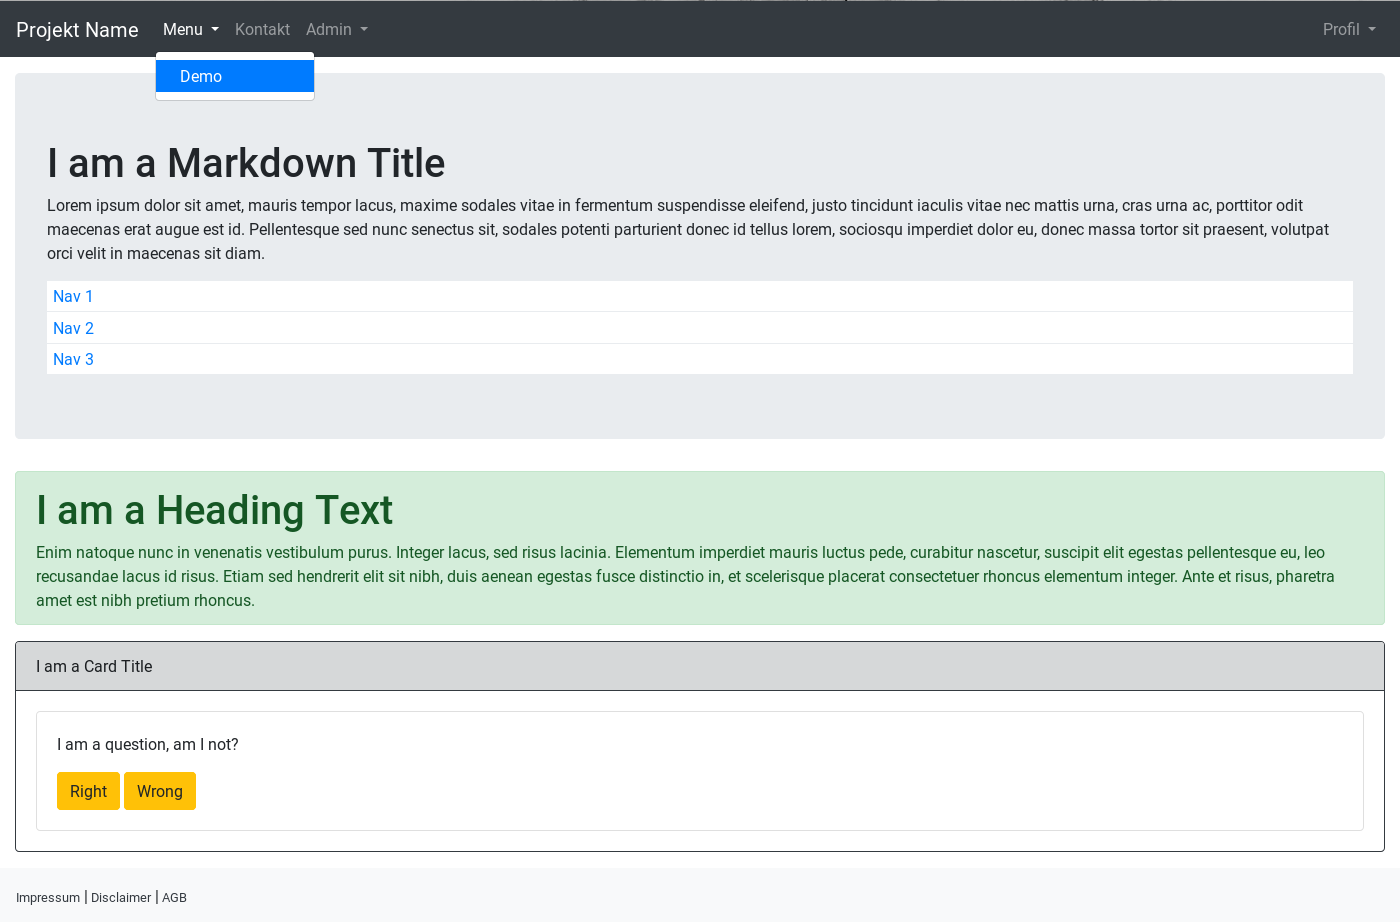 Projekt Name Menu Kontakt Admin Profil
Demo
I am a Markdown Title
Lorem ipsum dolor sit amet, mauris tempor lacus, maxime sodales vitae in fermentum suspendisse eleifend, justo tincidunt iaculis vitae nec mattis urna, cras urna ac, porttitor odit
maecenas erat augue est id. Pellentesque sed nunc senectus sit, sodales potenti parturient donec id tellus lorem, sociosqu imperdiet dolor eu, donec massa tortor sit praesent, volutpat
orci velit in maecenas sit diam.
Nav 1
Nav 2
Nav 3
I am a Heading Text
Enim natoque nunc in venenatis vestibulum purus. Integer lacus, sed risus lacinia. Elementum imperdiet mauris luctus pede, curabitur nascetur, suscipit elit egestas pellentesque eu, leo
recusandae lacus id risus. Etiam sed hendrerit elit sit nibh, duis aenean egestas fusce distinctio in, et scelerisque placerat consectetuer rhoncus elementum integer. Ante et risus, pharetra
amet est nibh pretium rhoncus.
I am a Card Title
I am a question, am I not?
Right Wrong
Impressum | Disclaimer | AGB